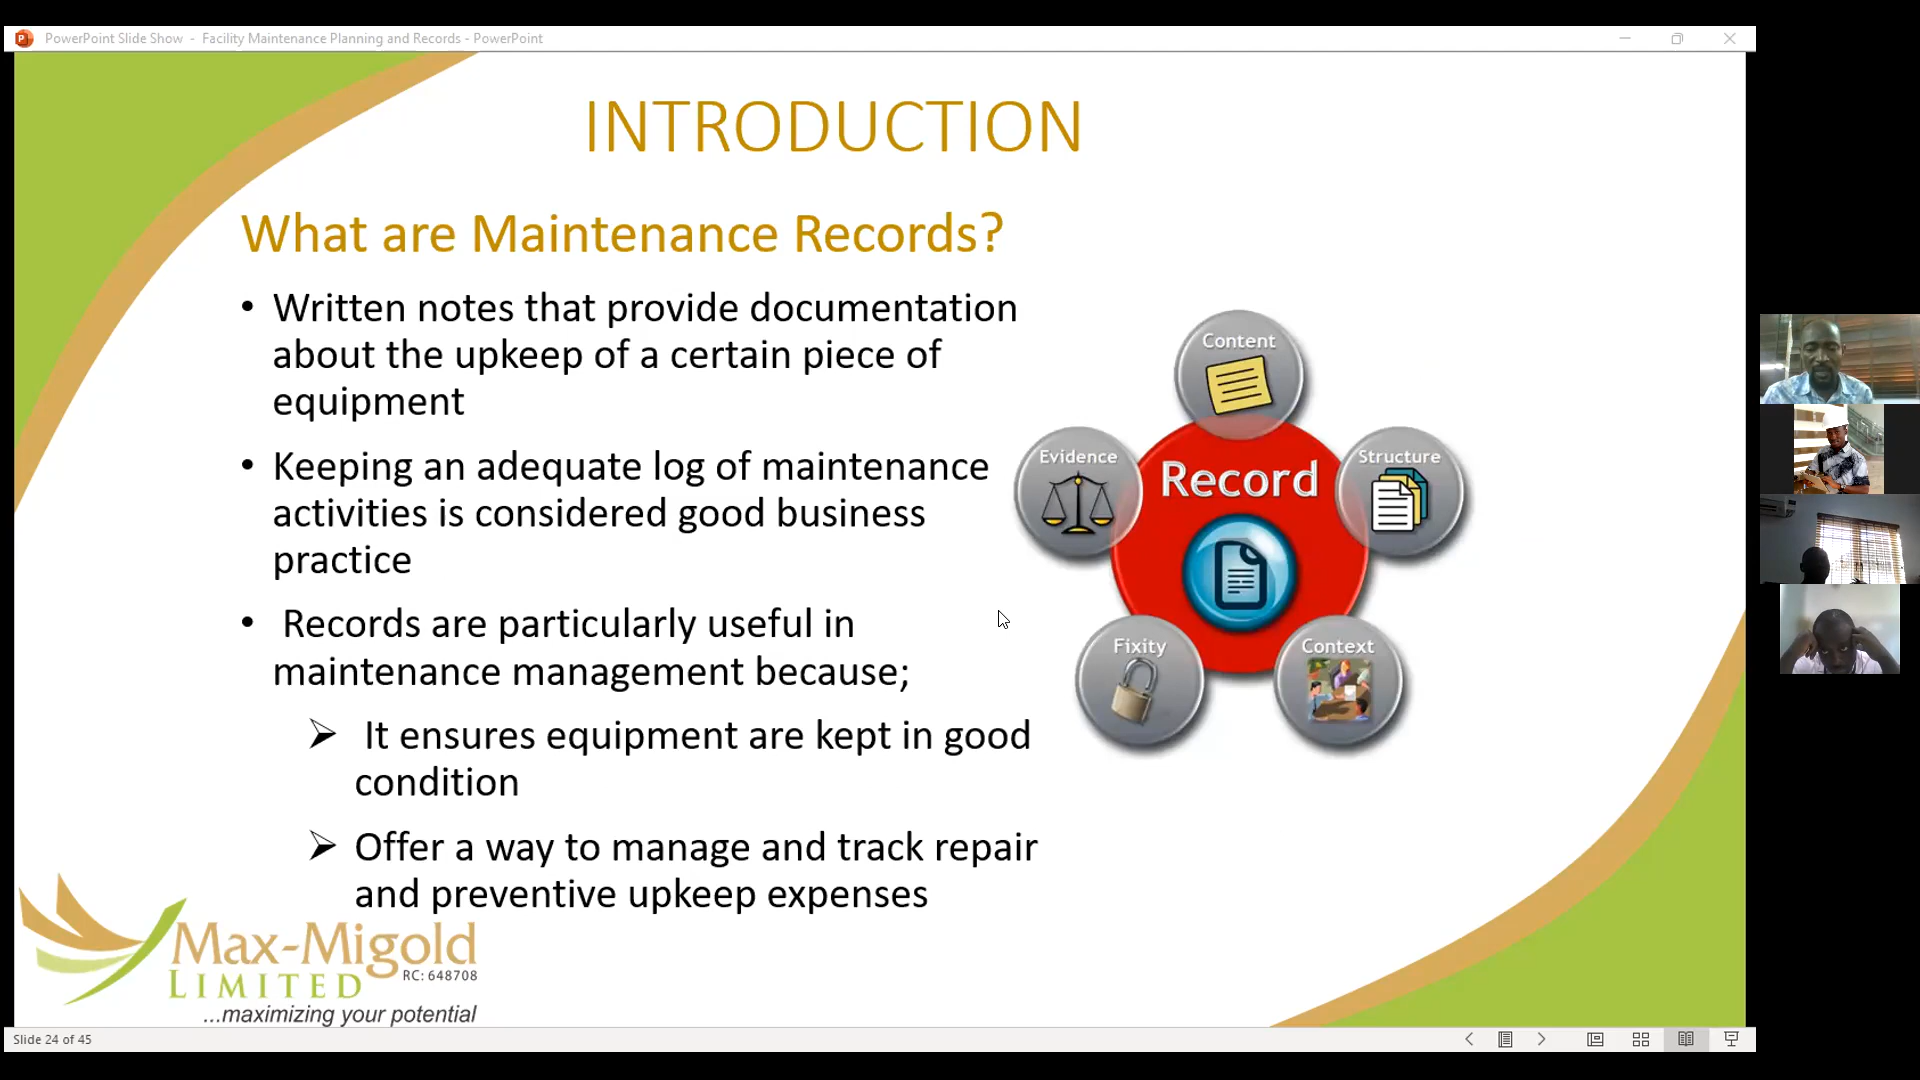 PowerPoint Slide Show - Facility Maintenance Planning and Records - PowerPoint
INTRODUCTION
What are Maintenance Records?
• Written notes that provide documentation
about the upkeep of a certain piece of
equipment
• Keeping an adequate log of maintenance
activities is considered good business
practice
• Records are particularly useful in
maintenance management because;
➢ It ensures equipment are kept in good
condition
➢ Offer a way to manage and track repair
and preventive upkeep expenses
Content
Evidence
Record
Structure
Fixity
Context
Max-Migold
LIMITED
RC: 648708
...maximizing your potential
Slide 24 of 45